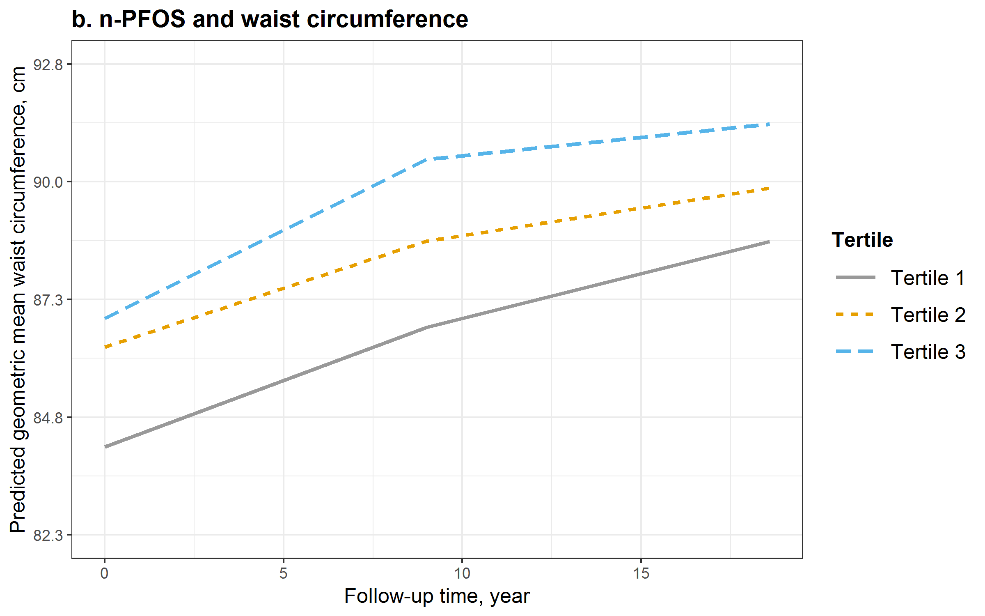 b. n-PFOS and waist circumference
Predicted geometric mean waist circumference, cm
92.8
90.0
87.3
84.8
82.3
0
5
10
15
Follow-up time, year
Tertile
Tertile 1
Tertile 2
Tertile 3